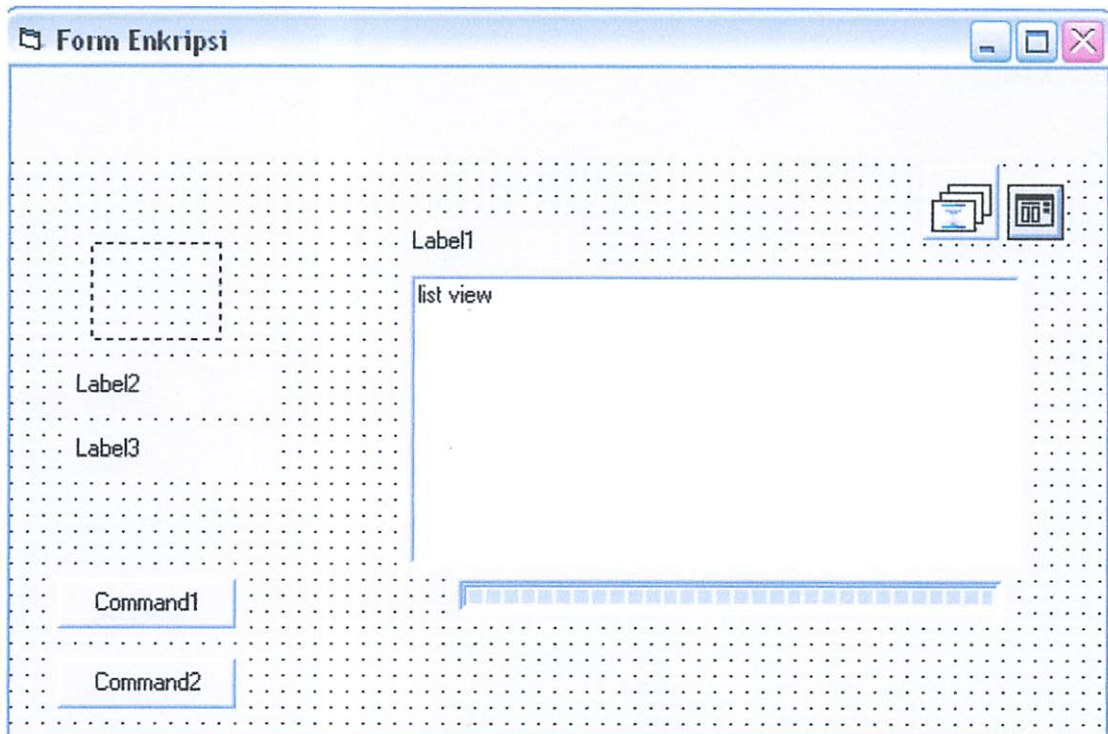 Form Enkripsi
Label1
list view
Label2
Label3
Command1
Command2